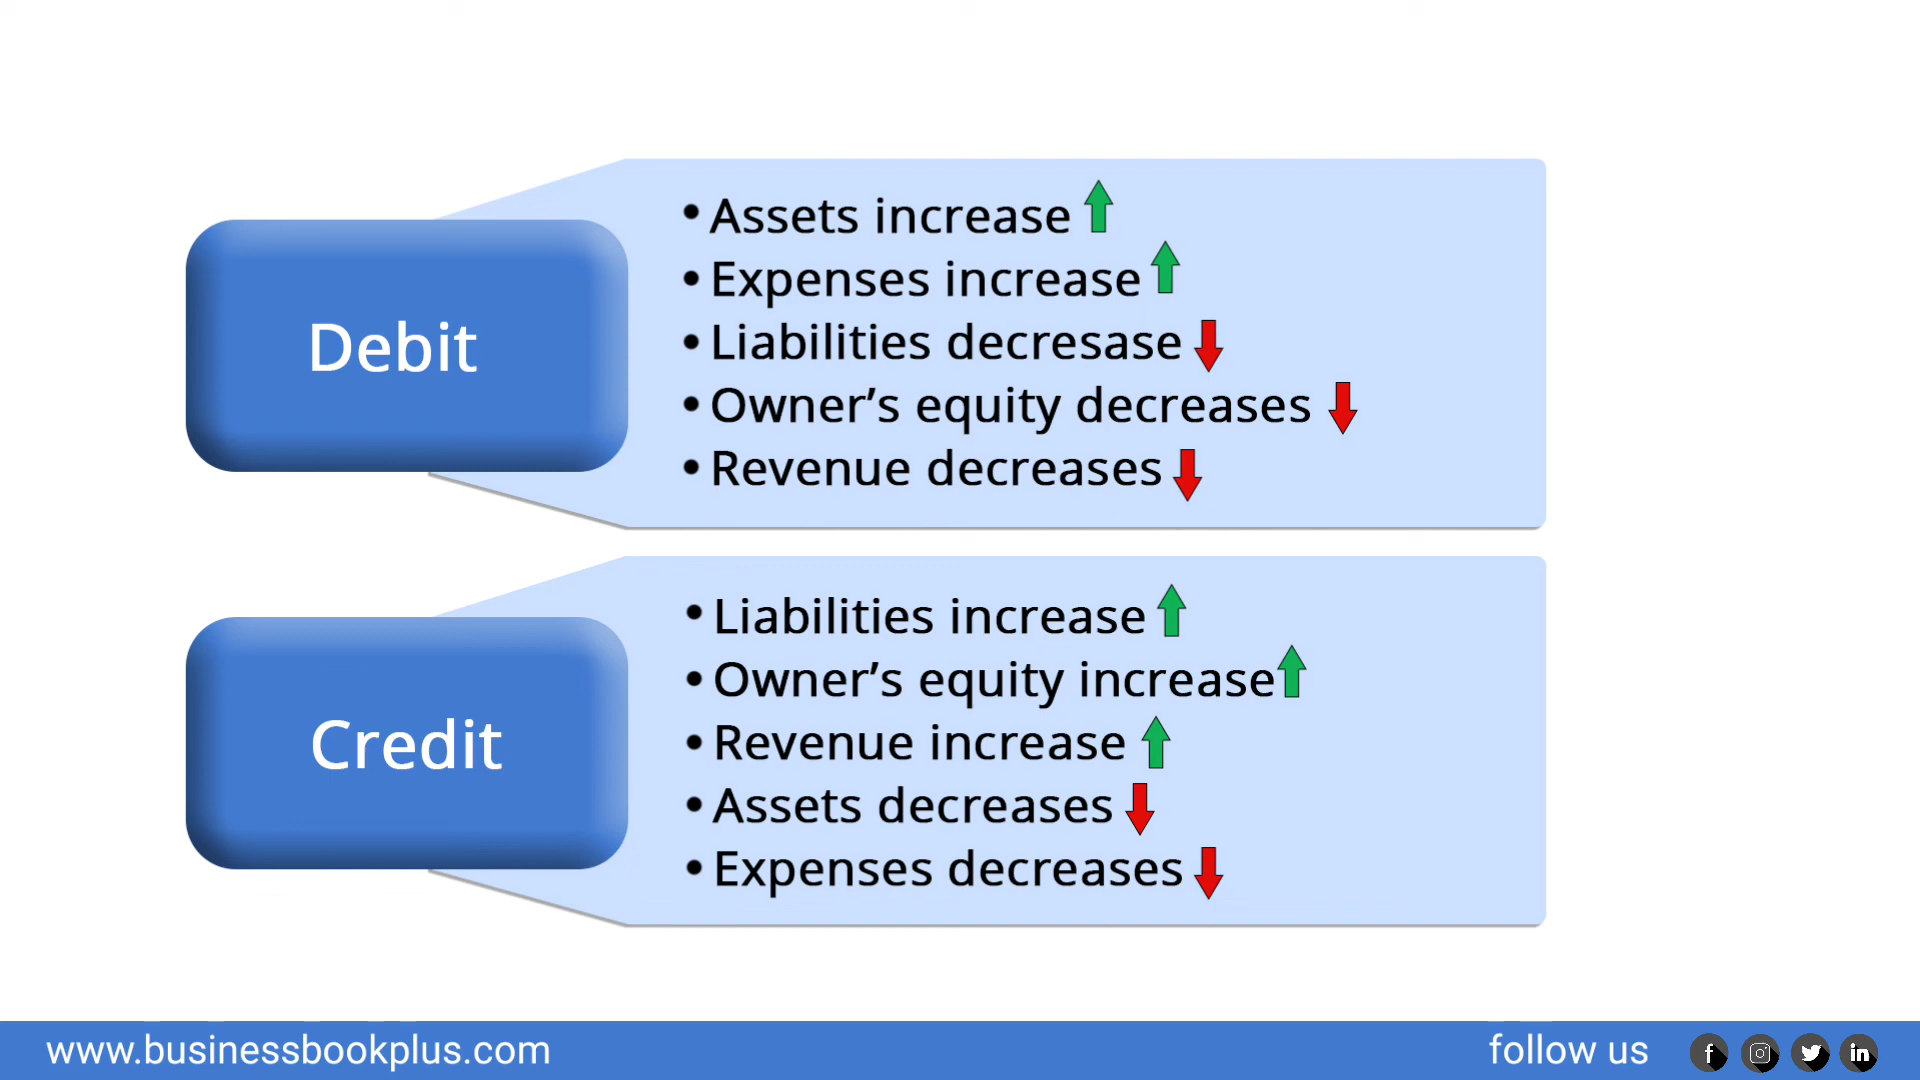 Debit
• Assets increase
• Expenses increase
• Liabilities decresase
• Owner’s equity decreases
• Revenue decreases
Credit
• Liabilities increase
• Owner’s equity increase
• Revenue increase
• Assets decreases
• Expenses decreases
www.businessbookplus.com
follow us